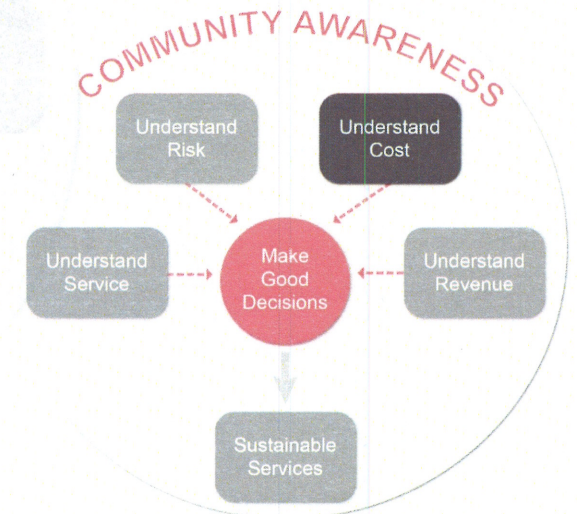 COMMUNITY AWARENESS
Understand
Risk
Understand
Cost
Understand
Service
Make
Good
Decisions
Understand
Revenue
Sustainable
Services